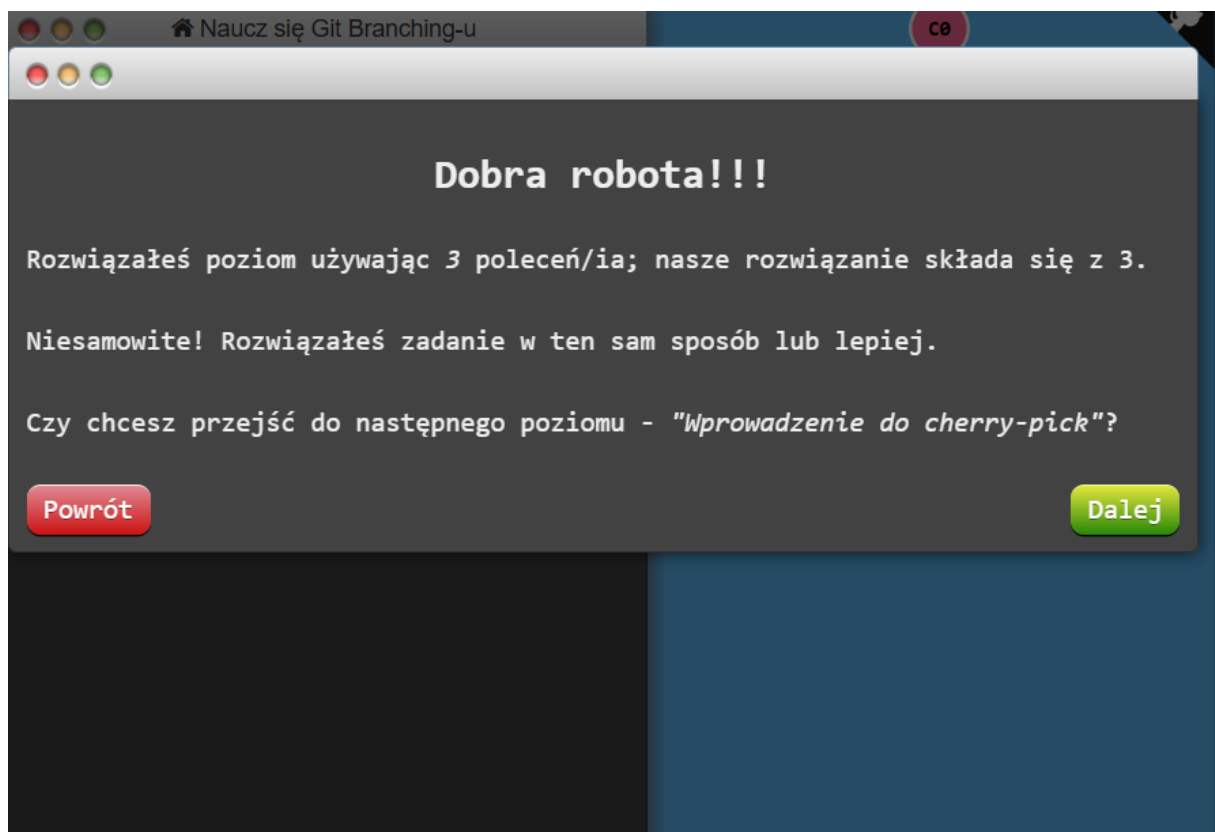 Naucz się Git Branching-u
C0
Dobra robota!!!
Rozwiązałeś poziom używając 3 poleceń/ia; nasze rozwiązanie składa się z 3.
Niesamowite! Rozwiązałeś zadanie w ten sam sposób lub lepiej.
Czy chcesz przejść do następnego poziomu - "Wprowadzenie do cherry-pick"?
Powrót
Dalej